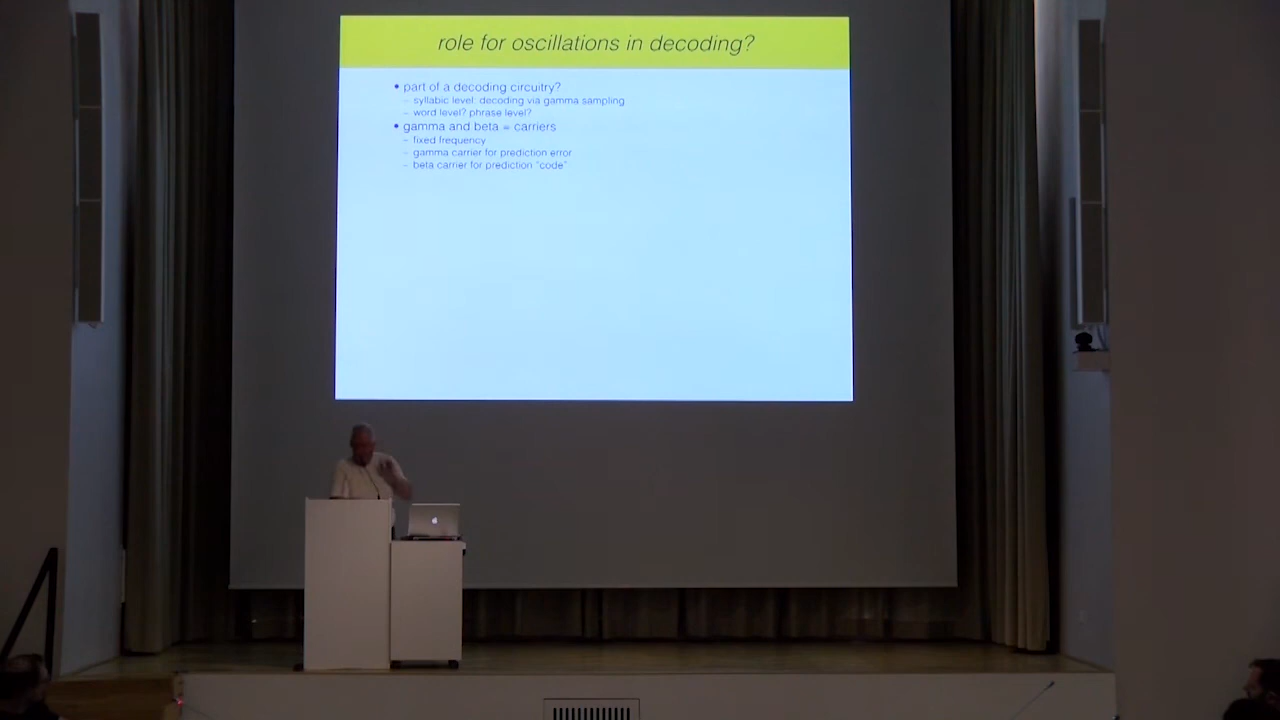 role for oscillations in decoding?
• part of a decoding circuitry?
– syllabic level: decoding via gamma sampling
– word level? phrase level?
• gamma and beta = carriers
– fixed frequency
– gamma carrier for prediction error
– beta carrier for prediction "code"